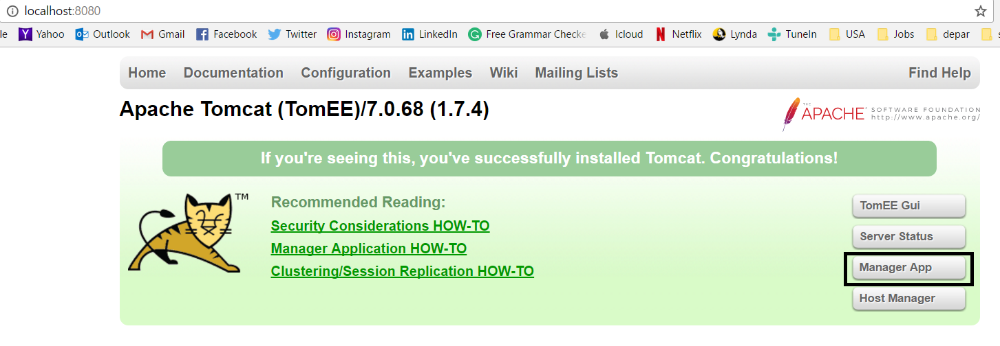 localhost:8080
le Yahoo Outlook Gmail Facebook Twitter Instagram LinkedIn Free Grammar Checke Icloud Netflix Lynda TuneIn USA Jobs depar s
Home Documentation Configuration Examples Wiki Mailing Lists Find Help
Apache Tomcat (TomEE)/7.0.68 (1.7.4)
THE
APACHE®
SOFTWARE FOUNDATION
http://www.apache.org/
If you're seeing this, you've successfully installed Tomcat. Congratulations!
TM
Recommended Reading:
Security Considerations HOW-TO
Manager Application HOW-TO
Clustering/Session Replication HOW-TO
TomEE Gui
Server Status
Manager App
Host Manager